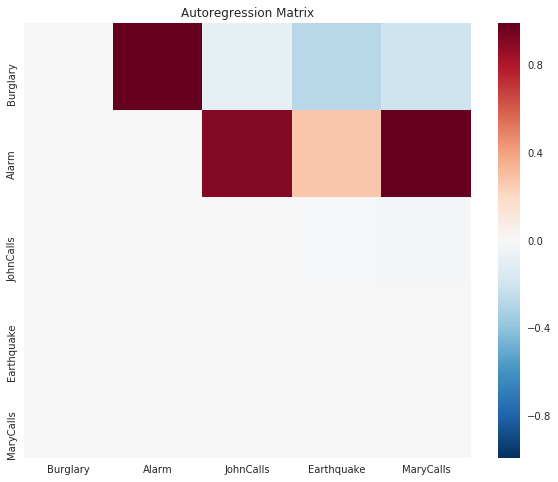 Autoregression Matrix
Burglary
Alarm
JohnCalls
Earthquake
MaryCalls
Burglary Alarm JohnCalls Earthquake MaryCalls
0.8
0.4
0.0
−0.4
−0.8